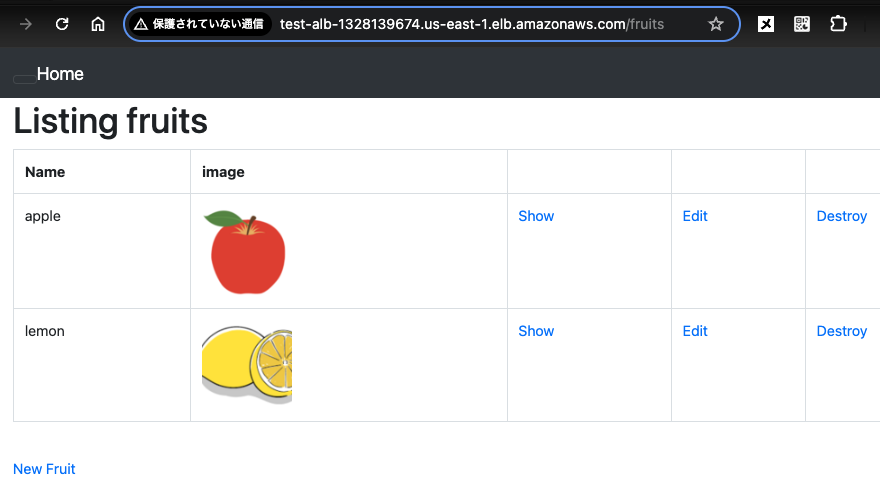 保護されていない通信 test-alb-1328139674.us-east-1.elb.amazonaws.com/fruits
Home
Listing fruits
Name image
apple Show Edit Destroy
lemon Show Edit Destroy
New Fruit